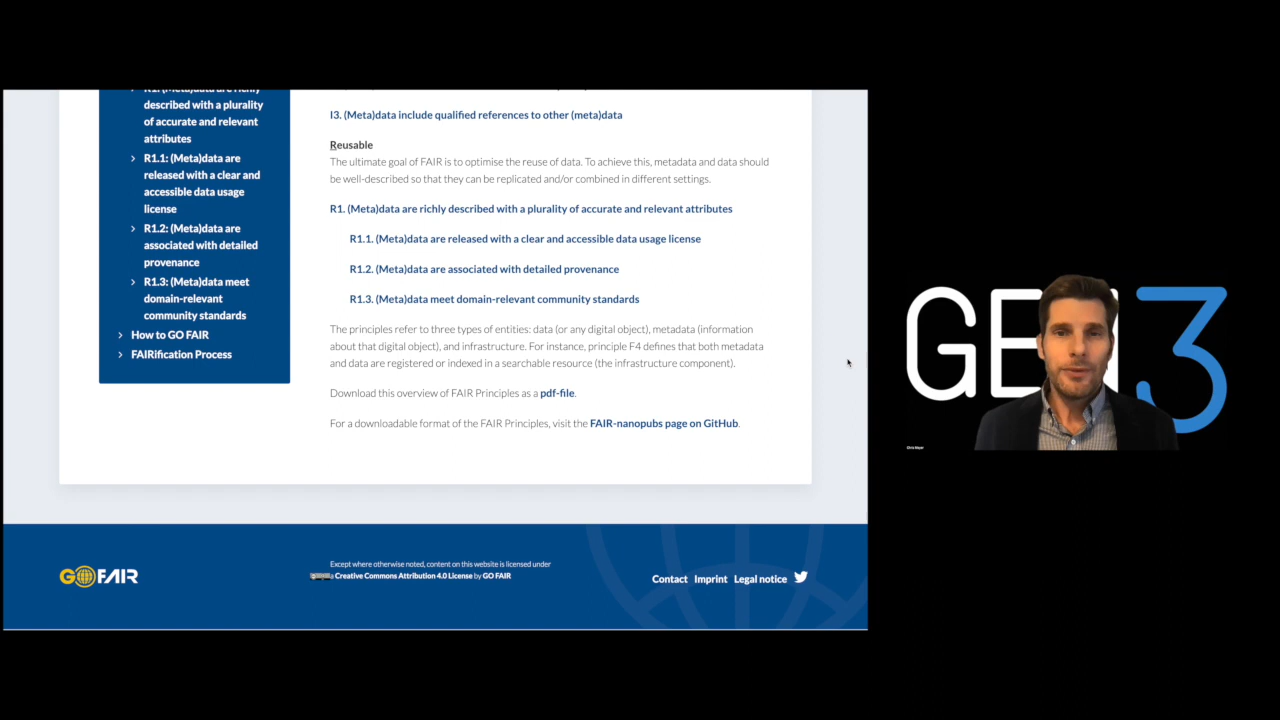 R1: (Meta)data are richly
described with a plurality
of accurate and relevant
attributes
R1.1: (Meta)data are
released with a clear and
accessible data usage
license
R1.2: (Meta)data are
associated with detailed
provenance
R1.3: (Meta)data meet
domain-relevant
community standards
How to GO FAIR
FAIRification Process
I3. (Meta)data include qualified references to other (meta)data
Reusable
The ultimate goal of FAIR is to optimise the reuse of data. To achieve this, metadata and data should
be well-described so that they can be replicated and/or combined in different settings.
R1. (Meta)data are richly described with a plurality of accurate and relevant attributes
R1.1. (Meta)data are released with a clear and accessible data usage license
R1.2. (Meta)data are associated with detailed provenance
R1.3. (Meta)data meet domain-relevant community standards
The principles refer to three types of entities: data (or any digital object), metadata (information
about that digital object), and infrastructure. For instance, principle F4 defines that both metadata
and data are registered or indexed in a searchable resource (the infrastructure component).
Download this overview of FAIR Principles as a pdf-file.
For a downloadable format of the FAIR Principles, visit the FAIR-nanopubs page on GitHub.
GO FAIR
Except where otherwise noted, content on this website is licensed under
Creative Commons Attribution 4.0 License by GO FAIR
Contact Imprint Legal notice
GEN3
Chris Meyer